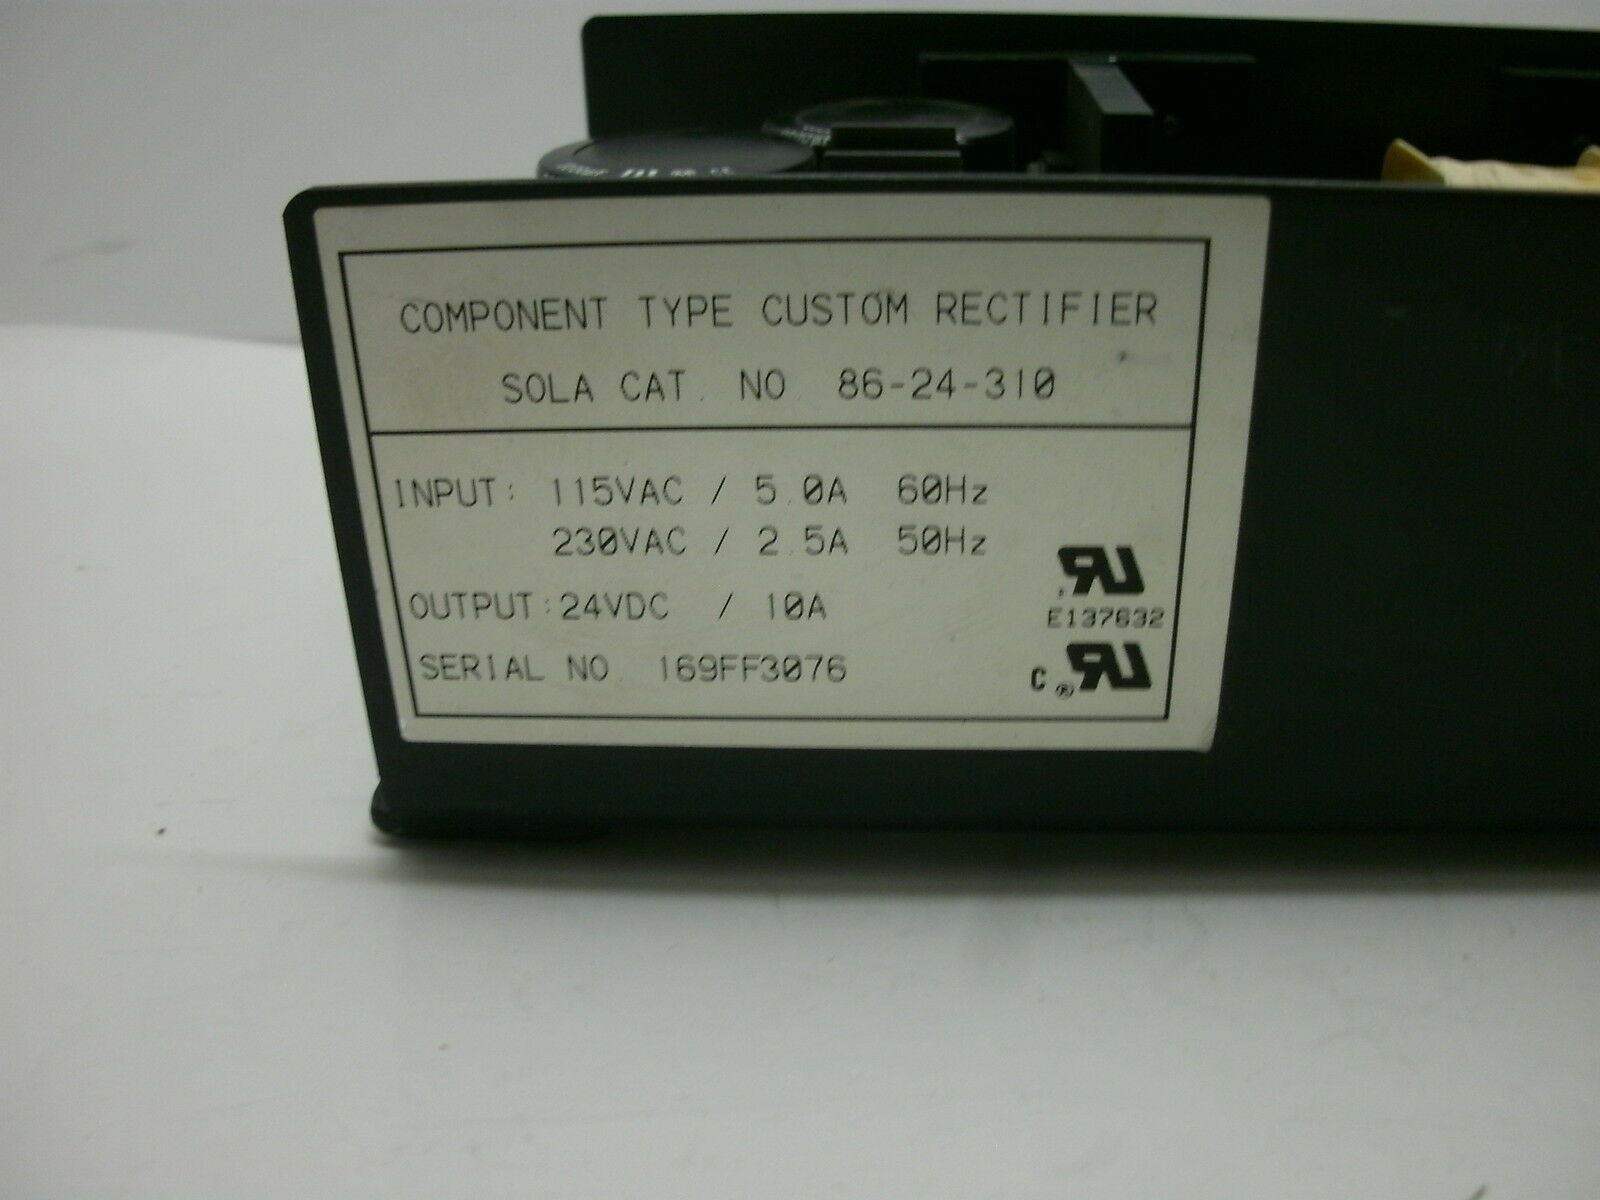 COMPONENT TYPE CUSTOM RECTIFIER
SOLA CAT. NO. 86-24-310
INPUT: 115VAC / 5.0A 60Hz
230VAC / 2.5A 50Hz
OUTPUT: 24VDC / 10A
SERIAL NO. 169FF3076
E137632
C ®